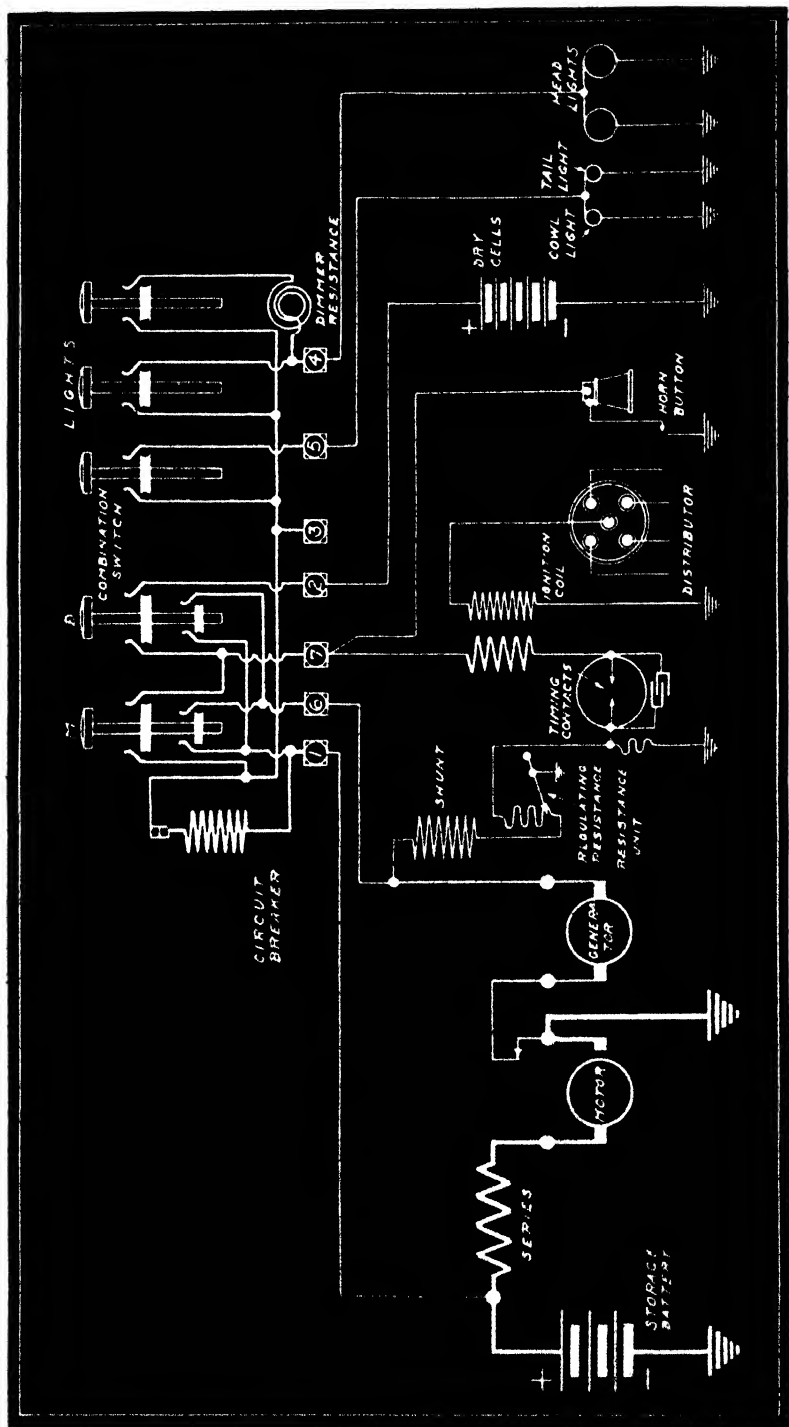 M
B
LIGHTS
COMBINATION
SWITCH
CIRCUIT
BREAKER
1
6
7
2
3
5
4
DIMMER
RESISTANCE
+
-
STORAGE
BATTERY
SERIES
MOTOR
GENERA
TOR
SHUNT
REGULATING
RESISTANCE
RESISTANCE
UNIT
TIMING
CONTACTS
IGNITION
COIL
DISTRIBUTOR
HORN
BUTTON
+
-
DRY
CELLS
COWL
LIGHT
TAIL
LIGHT
HEAD
LIGHTS